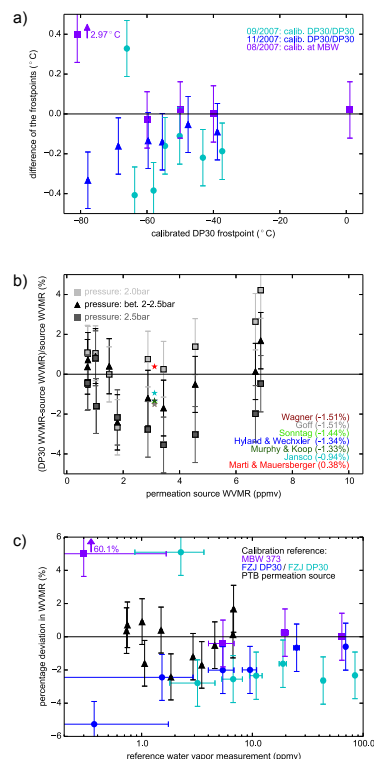 a)
2.97°C
09/2007: calib. DP30/DP30
11/2007: calib. DP30/DP30
08/2007: calib. at MBW
difference of the frostpoints (°C)
0.4
0.2
0.0
−0.2
−0.4
−80 −60 −40 −20 0
calibrated DP30 frostpoint (°C)
b)
pressure: 2.0bar
pressure: bet. 2-2.5bar
pressure: 2.5bar
(DP30 WVMR-source WVMR)/source WVMR (%)
4
2
0
−2
−4
Wagner (-1.51%)
Goff (-1.51%)
Sonntag (-1.44%)
Hyland & Wechxler (-1.34%)
Murphy & Koop (-1.33%)
Jansco (-0.94%)
Marti & Mauersberger (0.38%)
0 2 4 6 8 10
permeation source WVMR (ppmv)
c)
60.1%
Calibration reference:
MBW 373
FZJ DP30 / FZJ DP30
PTB permeation source
percentage deviation in WVMR (%)
6
4
2
0
−2
−4
−6
1.0 10.0 100.0
reference water vapor measurement (ppmv)